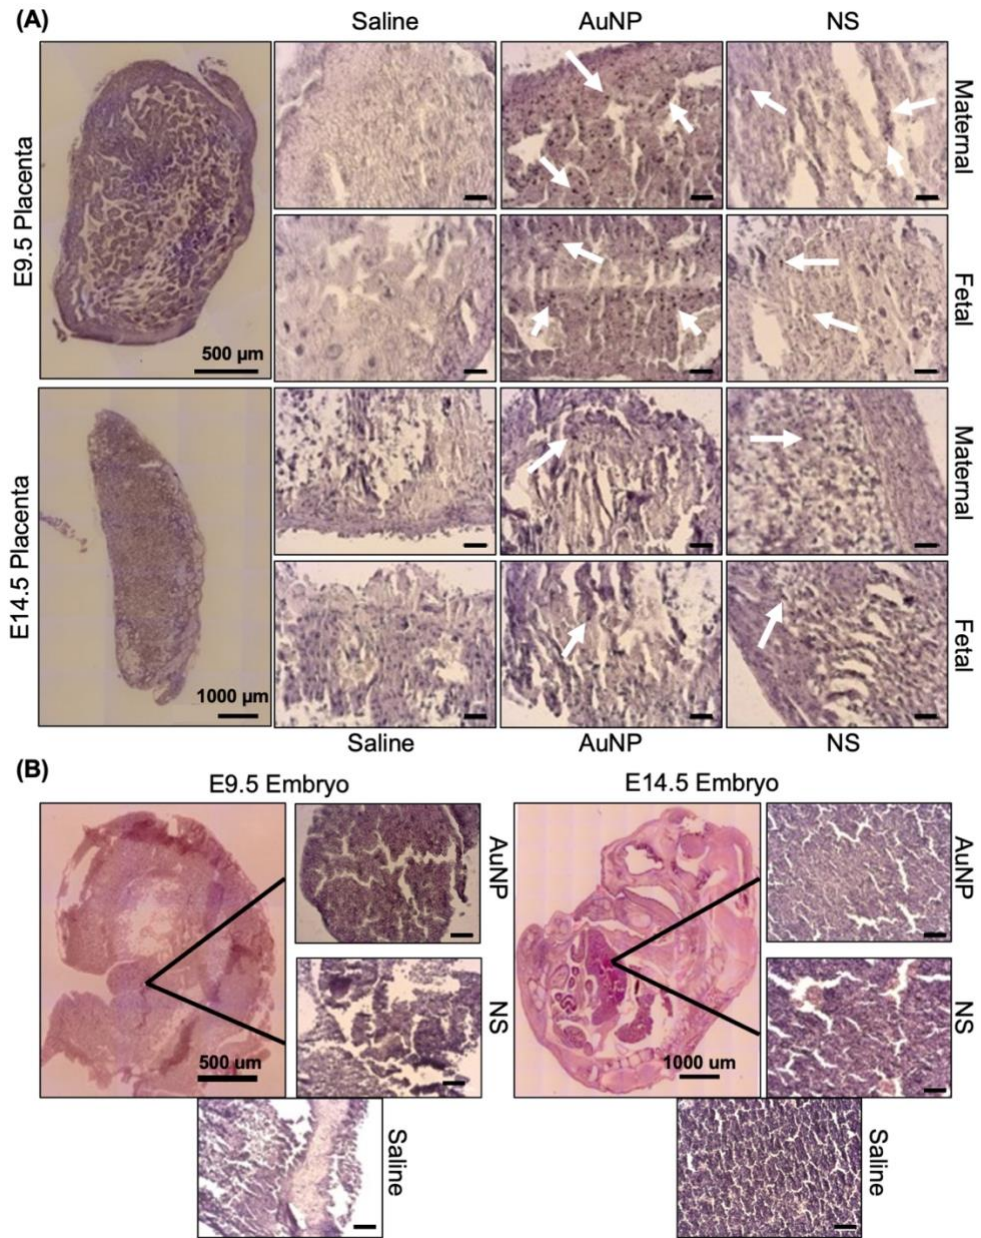 (A)
Saline AuNP NS
E9.5 Placenta
500 µm
Maternal
Fetal
E14.5 Placenta
1000 µm
Maternal
Fetal
Saline AuNP NS
(B)
E9.5 Embryo E14.5 Embryo
500 um
AuNP
NS
Saline
1000 um
AuNP
NS
Saline